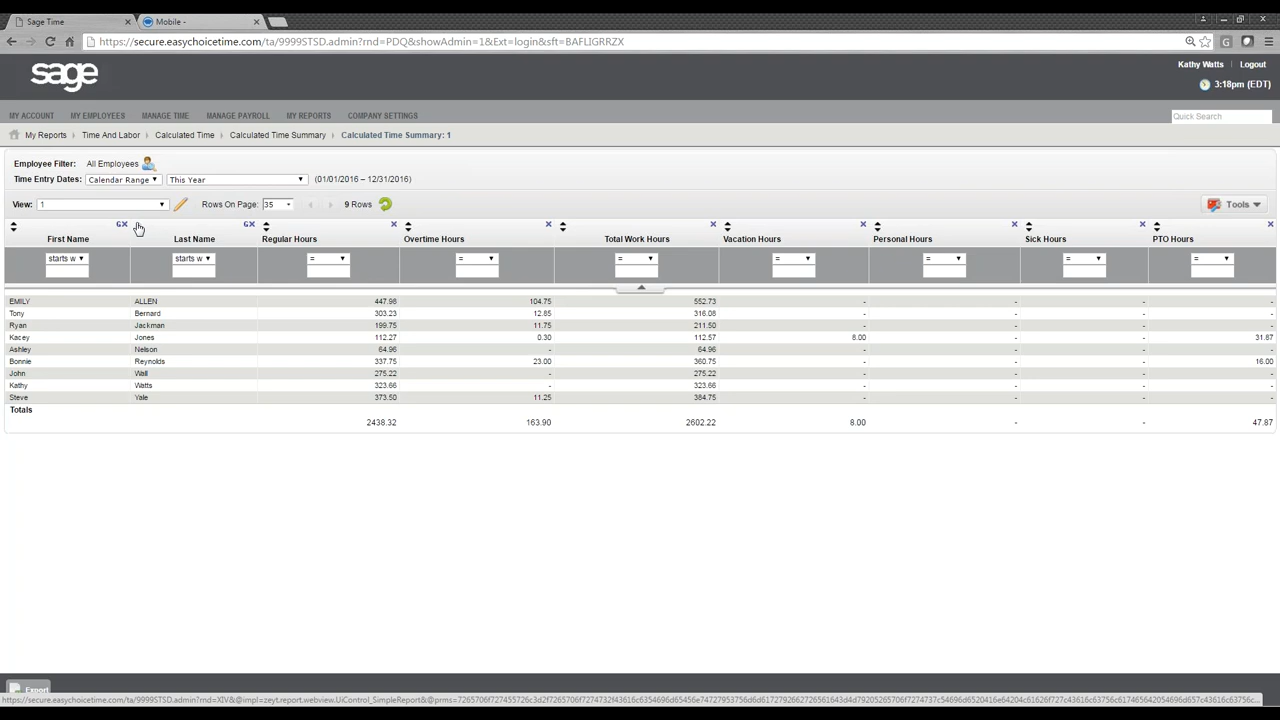 Sage Time
Mobile -
https://secure.easychoicetime.com/ta/9999STSD.admin?rnd=PDQ&showAdmin=1&Ext=login&sft=BAFLIGRRZX
sage
Kathy Watts | Logout
3:18pm (EDT)
MY ACCOUNT MY EMPLOYEES MANAGE TIME MANAGE PAYROLL MY REPORTS COMPANY SETTINGS Quick Search
My Reports Time And Labor Calculated Time Calculated Time Summary Calculated Time Summary: 1
Employee Filter: All Employees
Time Entry Dates: Calendar Range This Year (01/01/2016 – 12/31/2016)
View: 1 Rows On Page: 35 9 Rows Tools
First Name Last Name Regular Hours Overtime Hours Total Work Hours Vacation Hours Personal Hours Sick Hours PTO Hours
starts w starts w = = = = = = =
EMILY ALLEN 447.98 104.75 552.73 - - - -
Tony Bernard 303.23 12.85 316.08 - - - -
Ryan Jackman 199.75 11.75 211.50 - - - -
Kacey Jones 112.27 0.30 112.57 8.00 - - 31.87
Ashley Nelson 64.96 - 64.96 - - - -
Bonnie Reynolds 337.75 23.00 360.75 - - - 16.00
John Wall 275.22 - 275.22 - - - -
Kathy Watts 323.66 - 323.66 - - - -
Steve Yale 373.50 11.25 384.75 - - - -
Totals
2438.32 163.90 2602.22 8.00 - - 47.87
Export